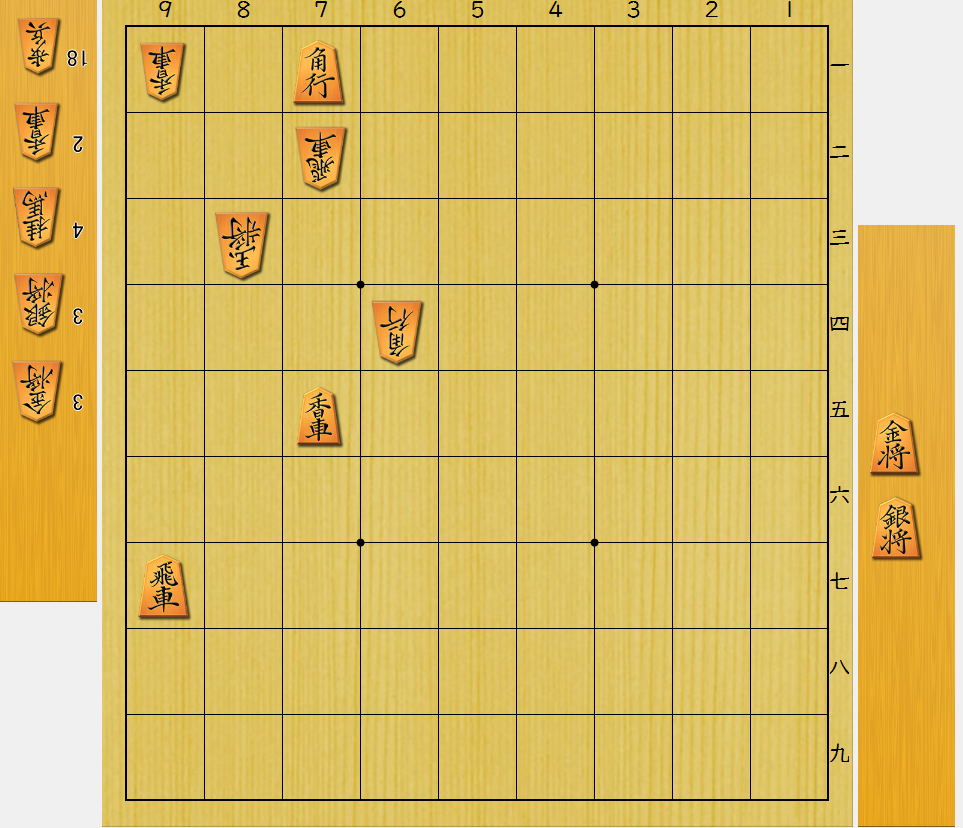 9 8 7 6 5 4 3 2 1
一
二
三
四
五
六
七
八
九
歩兵 18
香車 2
桂馬 4
銀将 3
金将 3
香車
角行
飛車
玉将
角行
香車
飛車
金将
銀将